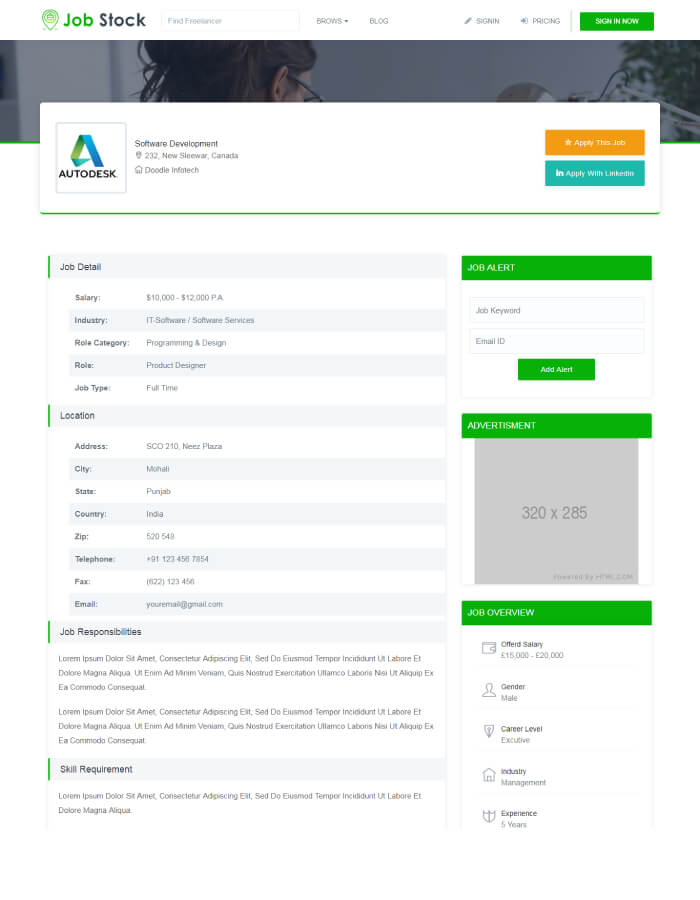 Job Stock
Find Freelancer
BROWS
BLOG
SIGNIN
PRICING
SIGN IN NOW
AUTODESK.
Software Development
232, New Sleewar, Canada
Doodle Infotech
Apply This Job
in Apply With Linkedin
Job Detail
Salary: $10,000 - $12,000 P.A.
Industry: IT-Software / Software Services
Role Category: Programming & Design
Role: Product Designer
Job Type: Full Time
Location
Address: SCO 210, Neez Plaza
City: Mohali
State: Punjab
Country: India
Zip: 520 548
Telephone: +91 123 456 7854
Fax: (622) 123 456
Email: youremail@gmail.com
Job Responsibilities
Lorem Ipsum Dolor Sit Amet, Consectetur Adipiscing Elit, Sed Do Eiusmod Tempor Incididunt Ut Labore Et
Dolore Magna Aliqua. Ut Enim Ad Minim Veniam, Quis Nostrud Exercitation Ullamco Laboris Nisi Ut Aliquip Ex
Ea Commodo Consequat.
Lorem Ipsum Dolor Sit Amet, Consectetur Adipiscing Elit, Sed Do Eiusmod Tempor Incididunt Ut Labore Et
Dolore Magna Aliqua. Ut Enim Ad Minim Veniam, Quis Nostrud Exercitation Ullamco Laboris Nisi Ut Aliquip Ex
Ea Commodo Consequat.
Skill Requirement
Lorem Ipsum Dolor Sit Amet, Consectetur Adipiscing Elit, Sed Do Eiusmod Tempor Incididunt Ut Labore Et
Dolore Magna Aliqua.
JOB ALERT
Job Keyword
Email ID
Add Alert
ADVERTISMENT
320 x 285
Powered by HTML.COM
JOB OVERVIEW
Offerd Salary
£15,000 - £20,000
Gender
Male
Career Level
Excutive
Industry
Management
Experience
5 Years